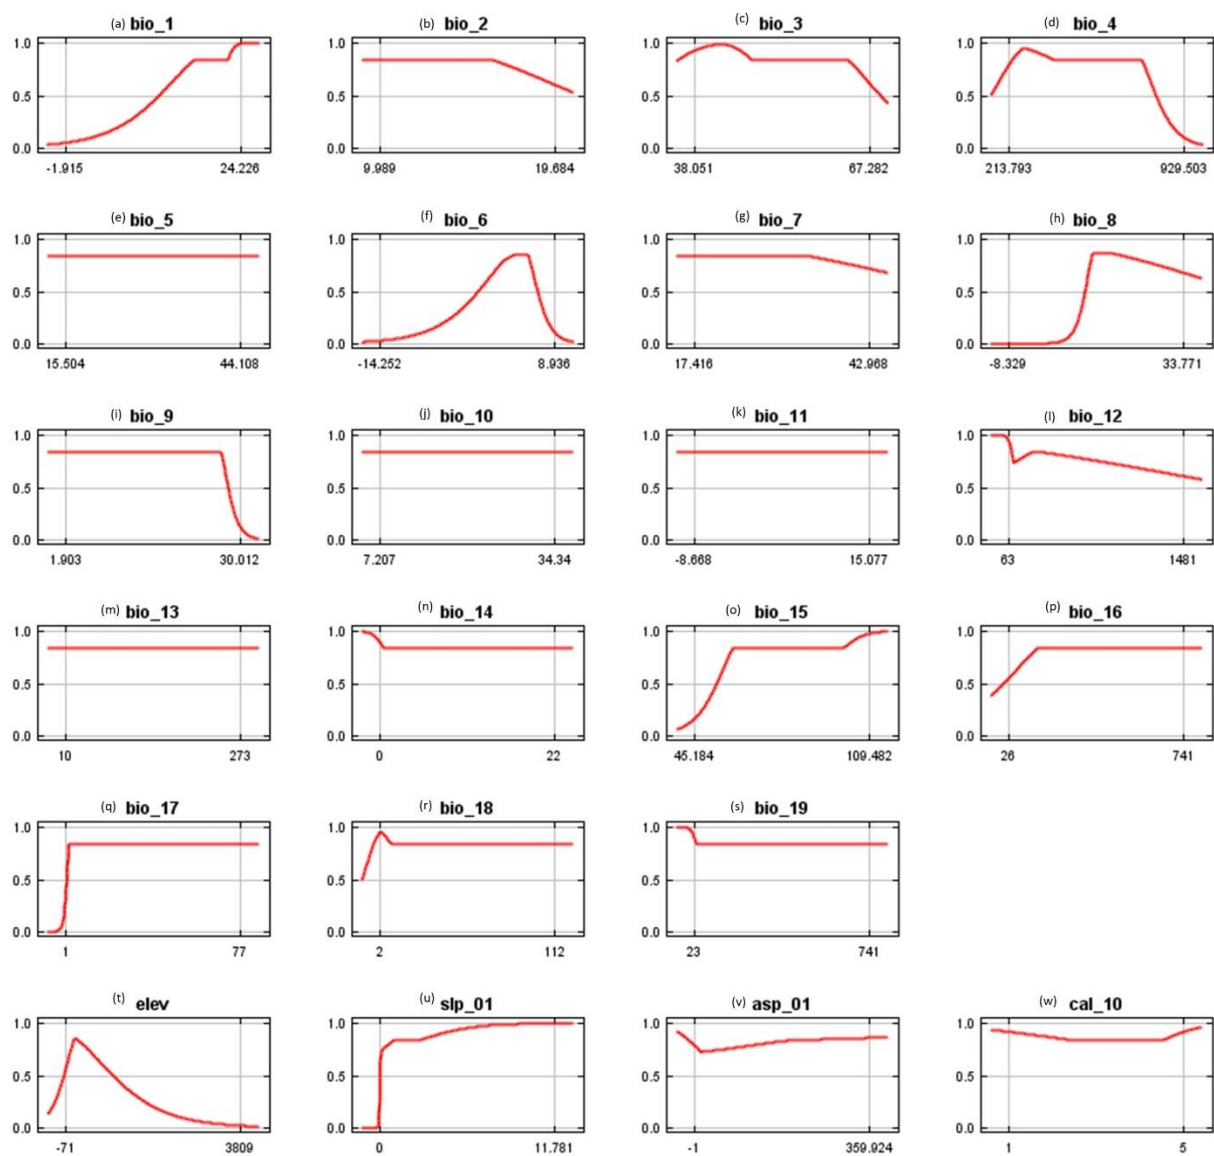 (a) bio_1 (b) bio_2 (c) bio_3 (d) bio_4
1.0 1.0 1.0 1.0
0.5 0.5 0.5 0.5
0.0 0.0 0.0 0.0
-1.915 24.226 9.989 19.684 38.051 67.282 213.793 929.503
(e) bio_5 (f) bio_6 (g) bio_7 (h) bio_8
1.0 1.0 1.0 1.0
0.5 0.5 0.5 0.5
0.0 0.0 0.0 0.0
15.504 44.108 -14.252 8.936 17.416 42.968 -8.329 33.771
(i) bio_9 (j) bio_10 (k) bio_11 (l) bio_12
1.0 1.0 1.0 1.0
0.5 0.5 0.5 0.5
0.0 0.0 0.0 0.0
1.903 30.012 7.207 34.34 -8.668 15.077 63 1481
(m) bio_13 (n) bio_14 (o) bio_15 (p) bio_16
1.0 1.0 1.0 1.0
0.5 0.5 0.5 0.5
0.0 0.0 0.0 0.0
10 273 0 22 45.184 109.482 26 741
(q) bio_17 (r) bio_18 (s) bio_19
1.0 1.0 1.0
0.5 0.5 0.5
0.0 0.0 0.0
1 77 2 112 23 741
(t) elev (u) slp_01 (v) asp_01 (w) cal_10
1.0 1.0 1.0 1.0
0.5 0.5 0.5 0.5
0.0 0.0 0.0 0.0
-71 3809 0 11.781 -1 359.924 1 5